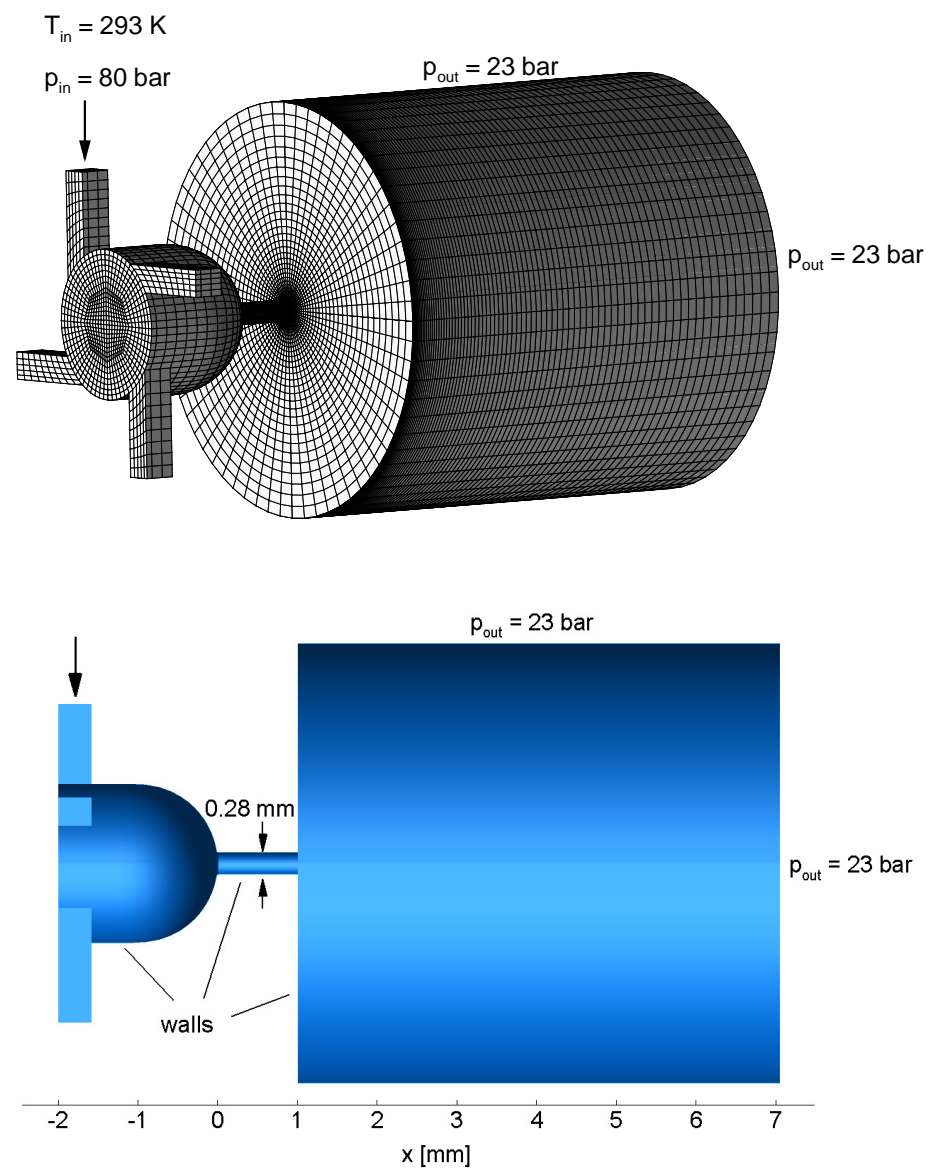 T_in = 293 K
p_in = 80 bar
p_out = 23 bar
p_out = 23 bar
p_out = 23 bar
0.28 mm
p_out = 23 bar
walls
-2 -1 0 1 2 3 4 5 6 7
x [mm]